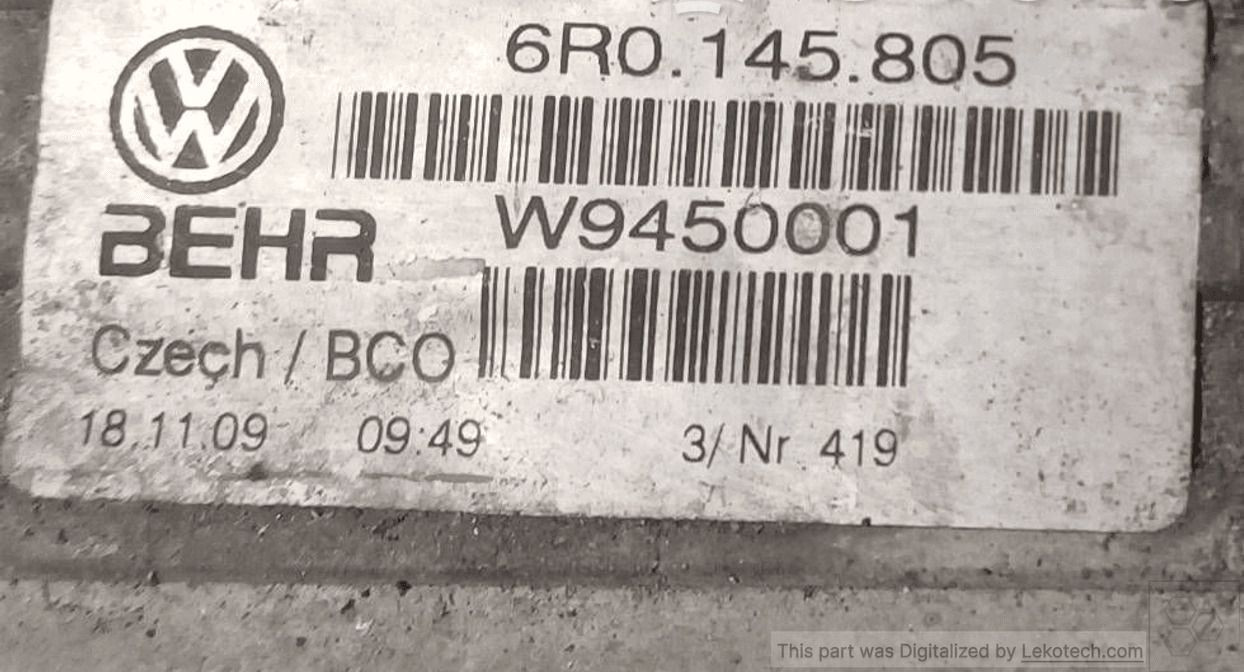 6R0.145.805
W9450001
BEHR
Czech / BCO
18.11.09 09:49 3/ Nr 419
This part was Digitalized by Lekotech.com